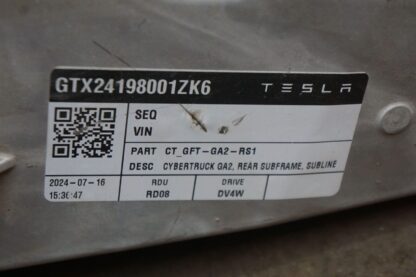 GTX24198001ZK6 TESLA
SEQ
VIN
PART CT_GFT-GA2-RS1
DESC CYBERTRUCK GA2, REAR SUBFRAME, SUBLINE
2024-07-16 RDU DRIVE
15:36:47 RD08 DV4W